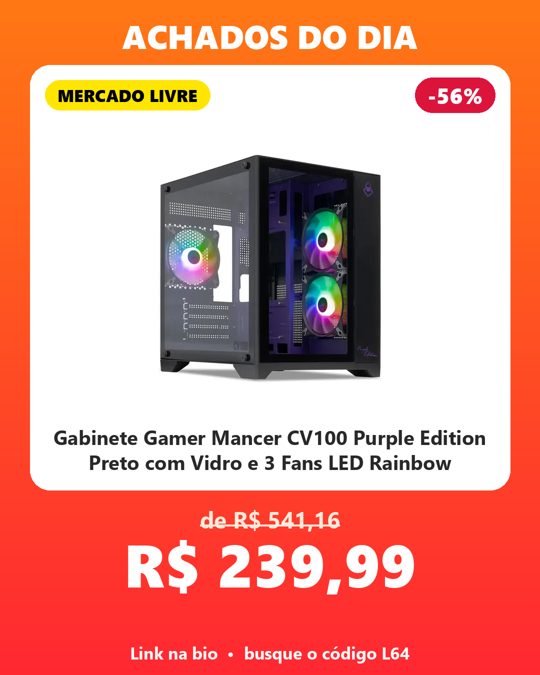 ACHADOS DO DIA
MERCADO LIVRE
-56%
Gabinete Gamer Mancer CV100 Purple Edition
Preto com Vidro e 3 Fans LED Rainbow
de R$ 541,16
R$ 239,99
Link na bio • busque o código L64